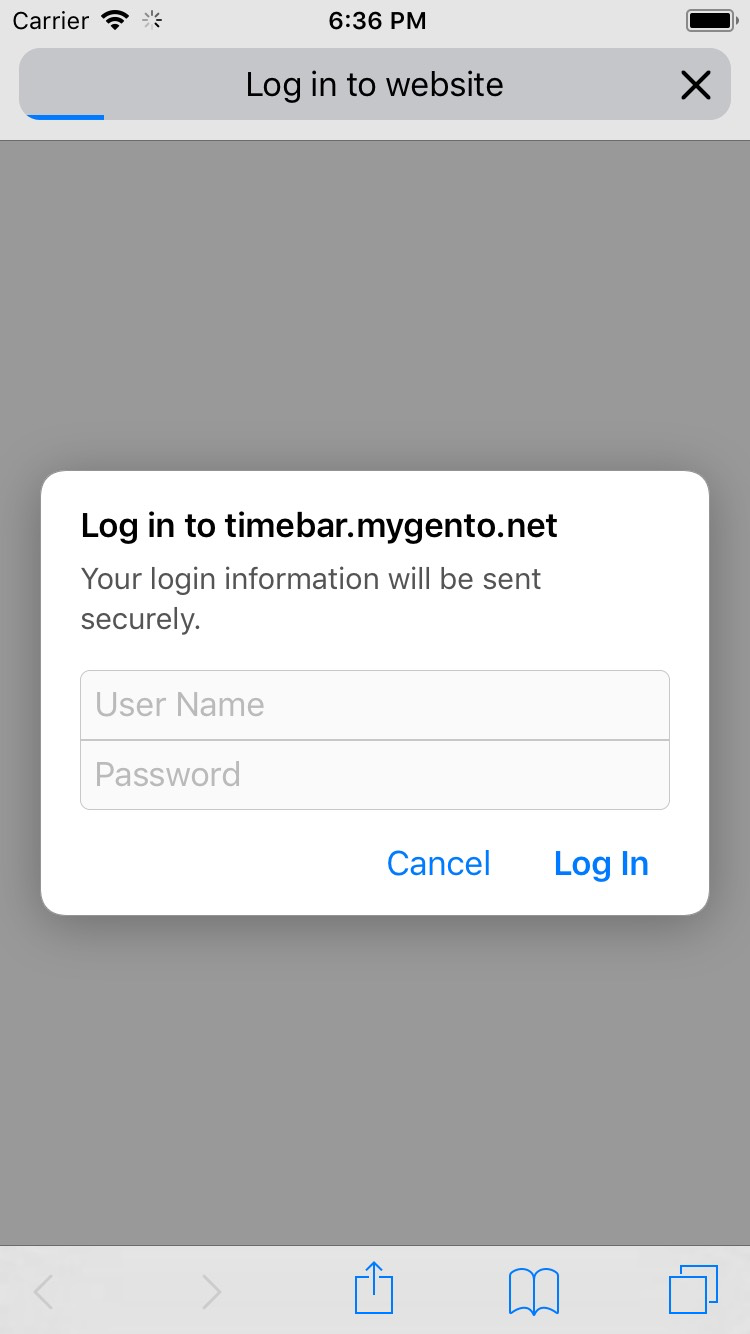 Carrier 6:36 PM
Log in to website
Log in to timebar.mygento.net
Your login information will be sent
securely.
User Name
Password
Cancel Log In